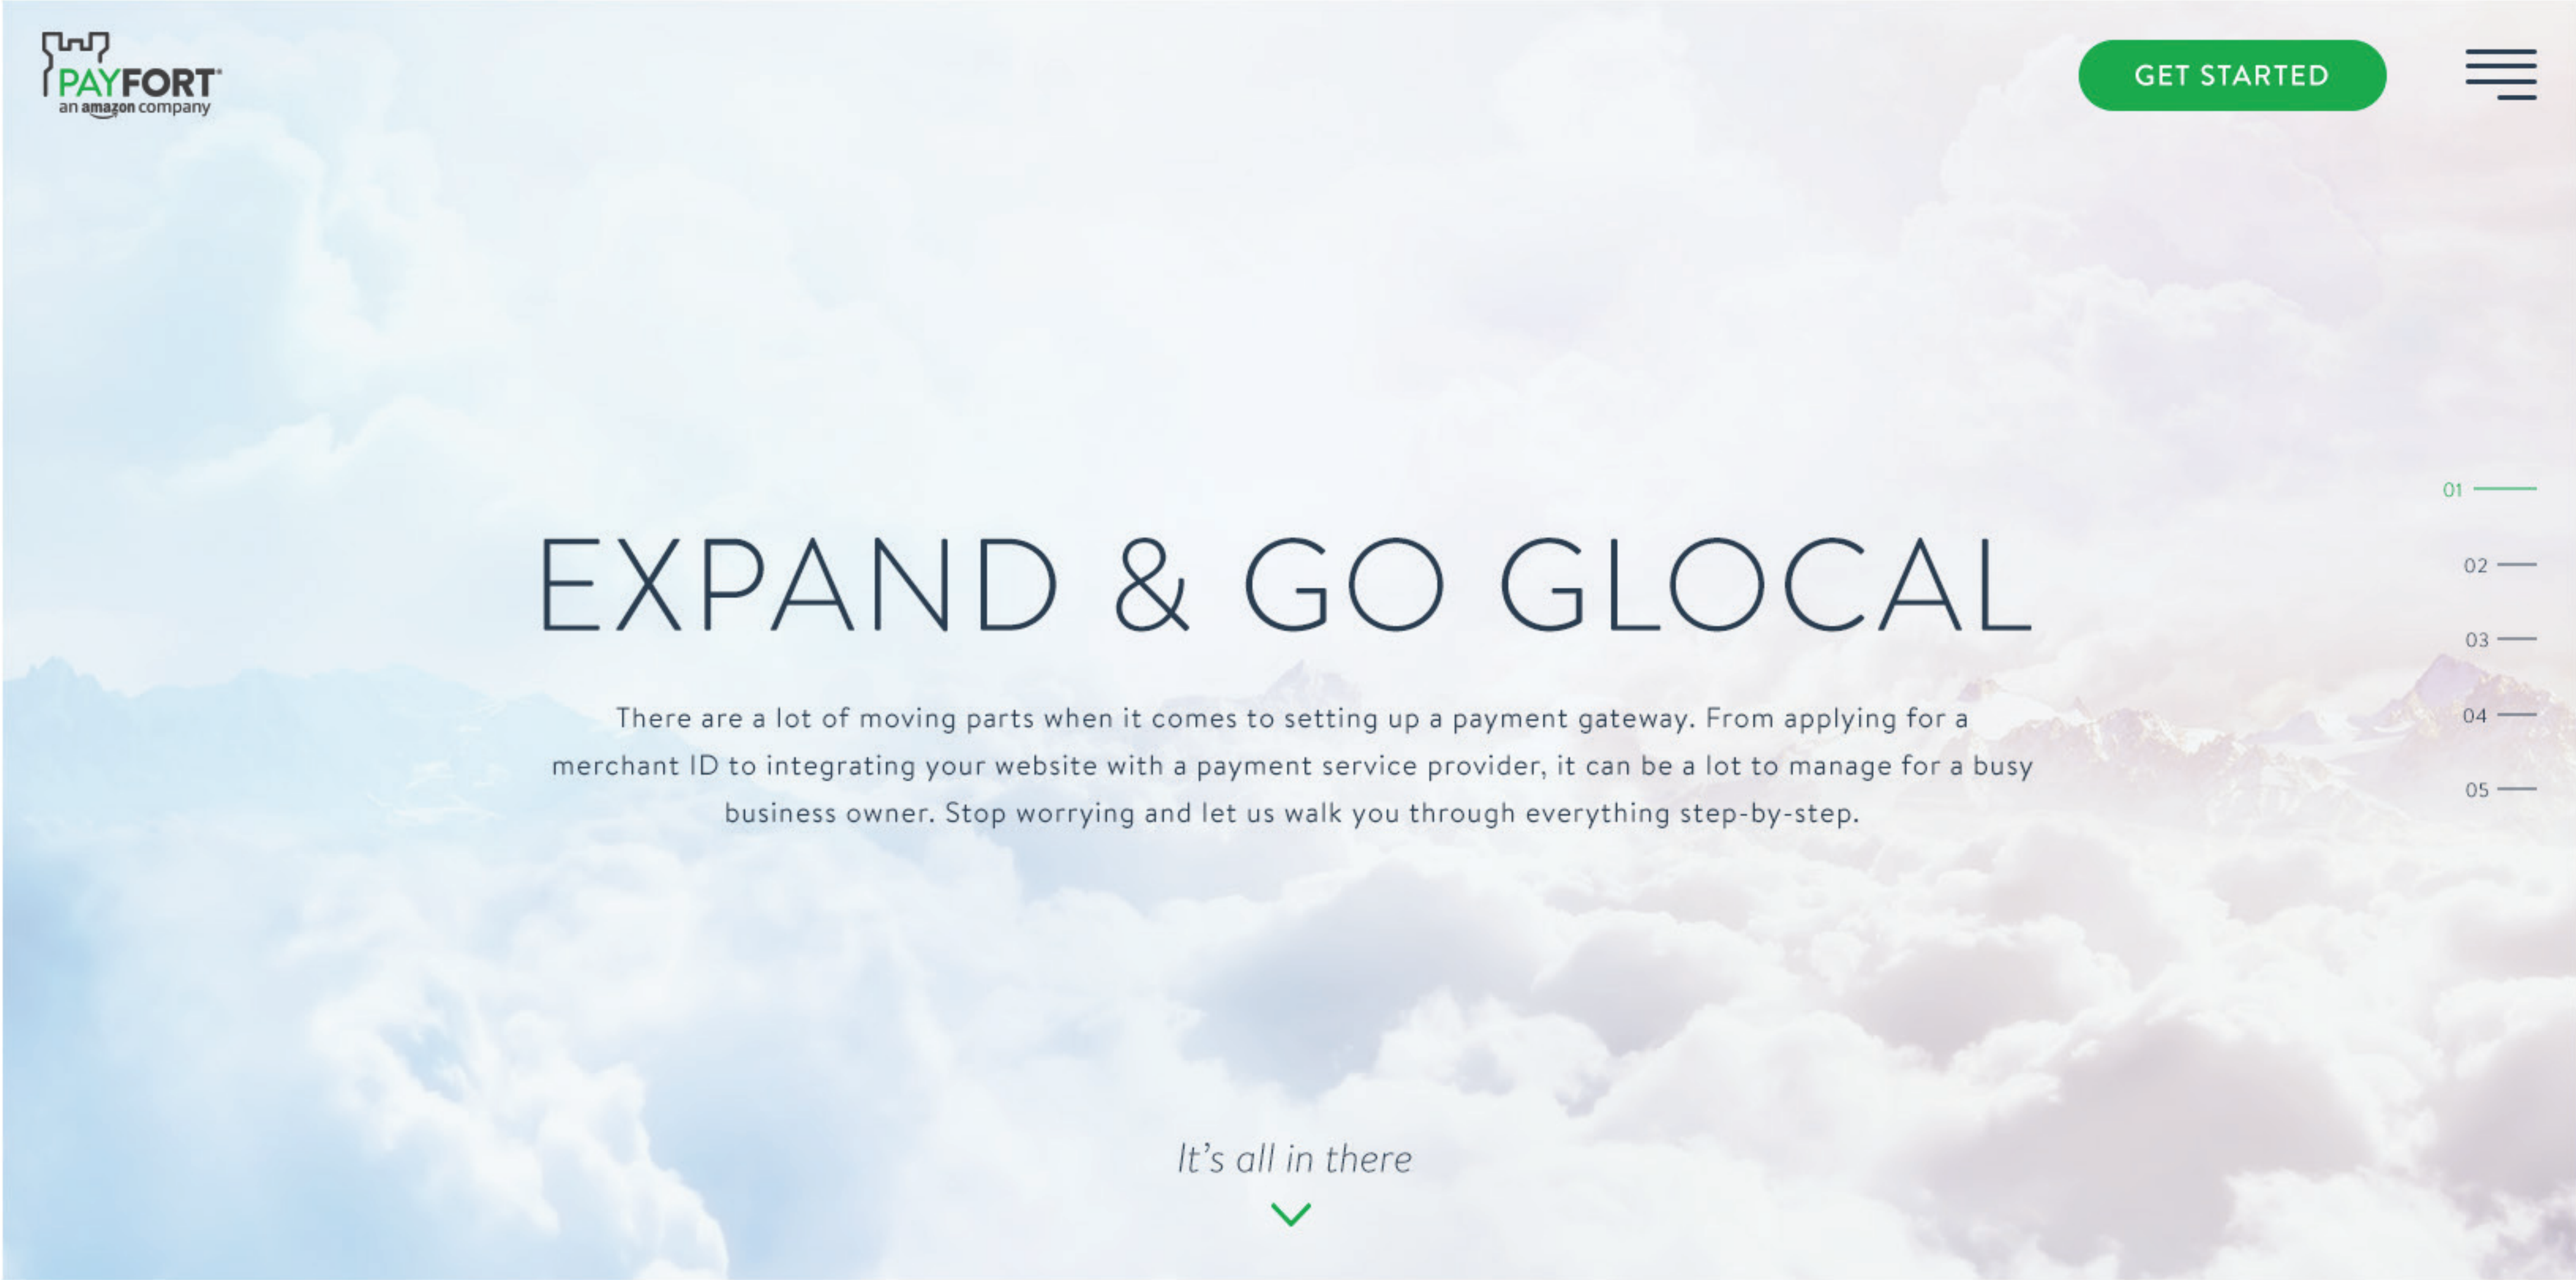 PAYFORT
an amazon company
GET STARTED
01
02
EXPAND & GO GLOCAL
03
There are a lot of moving parts when it comes to setting up a payment gateway. From applying for a
04
merchant ID to integrating your website with a payment service provider, it can be a lot to manage for a busy
05
business owner. Stop worrying and let us walk you through everything step-by-step.
It's all in there